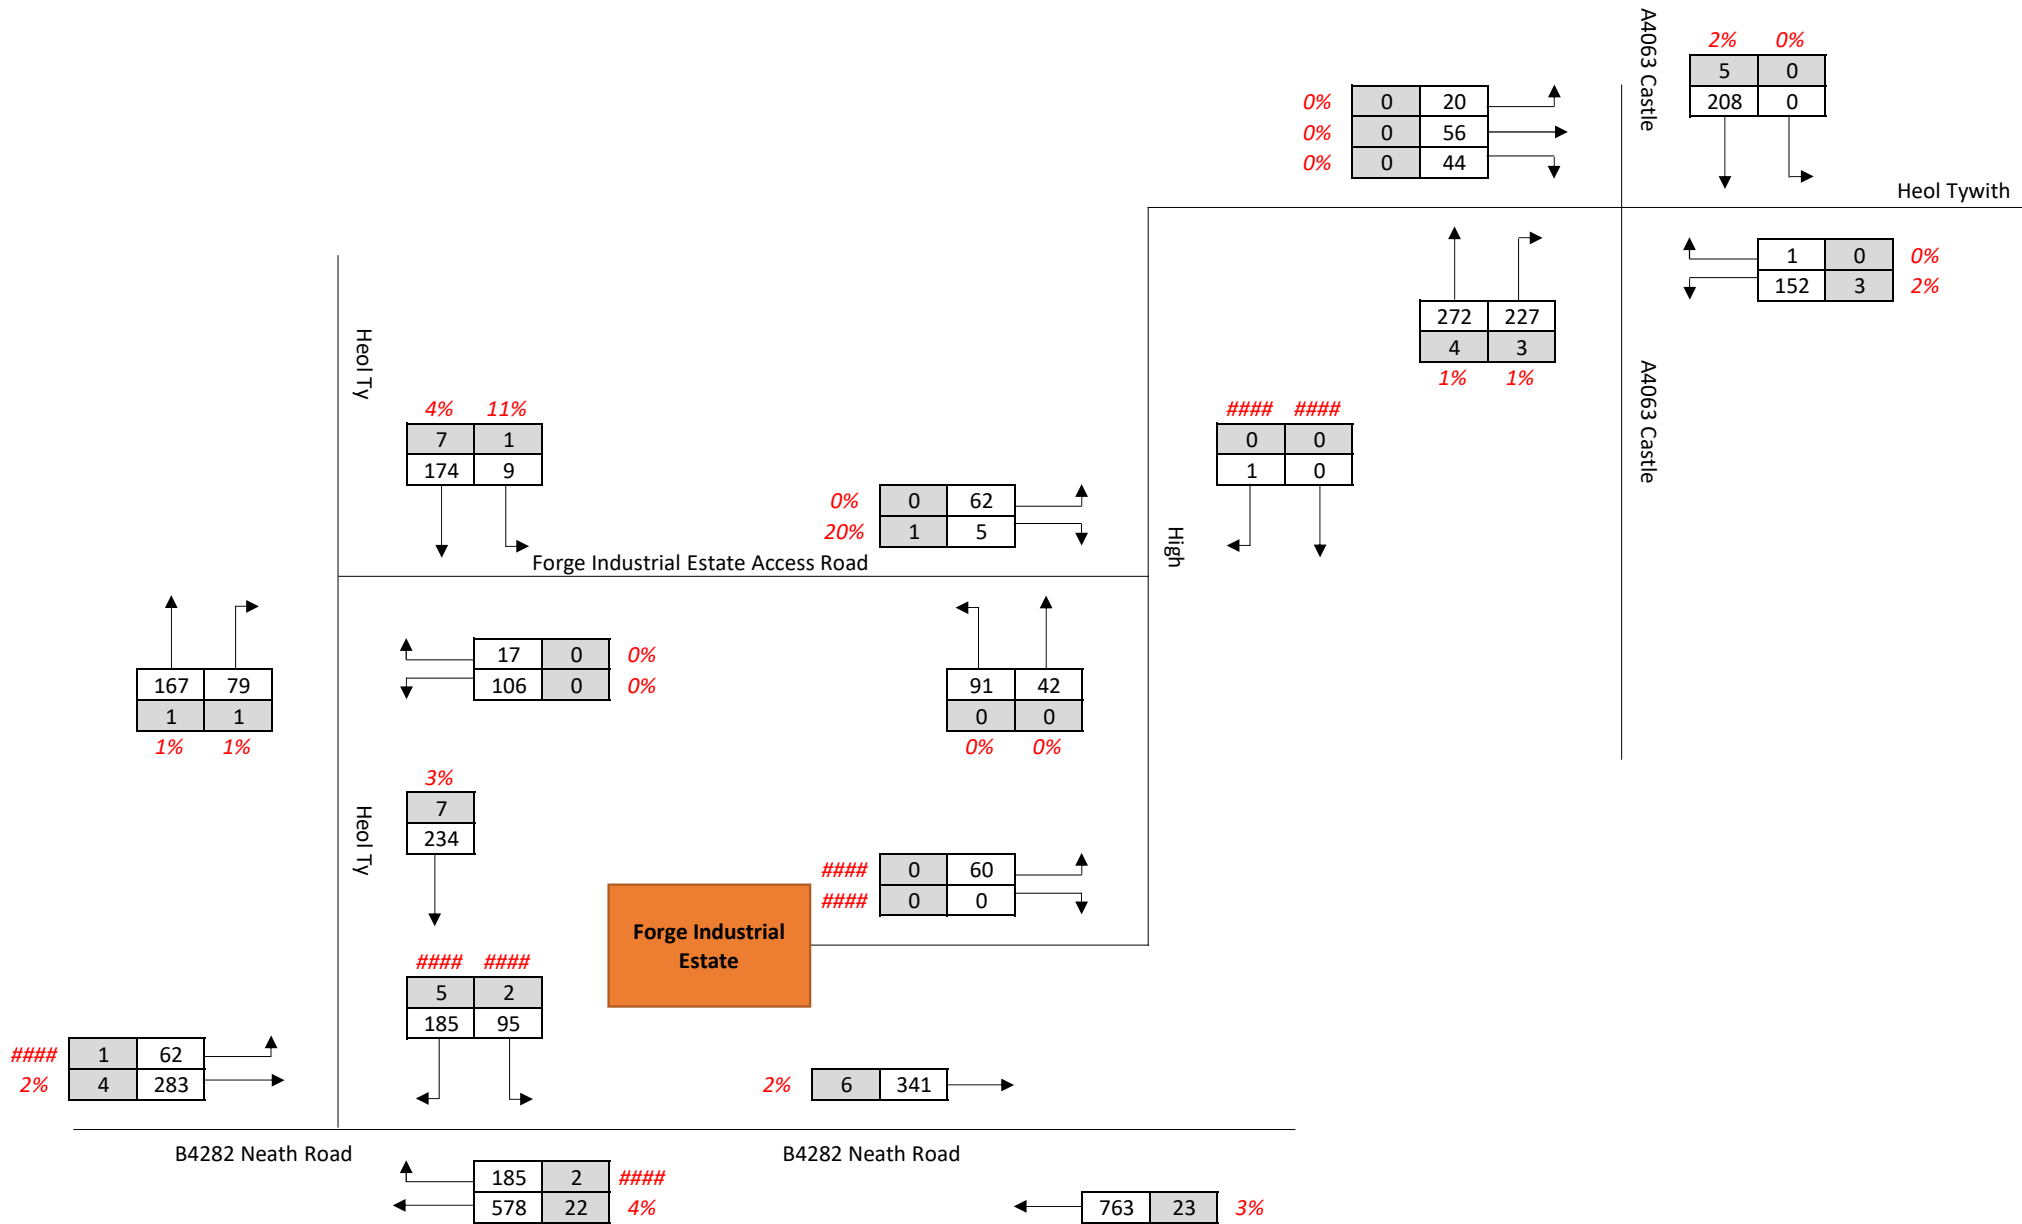 A4063 Castle
2% 0%
5 0
208 0
0% 0 20
0% 0 56
0% 0 44
Heol Tywith
1 0 0%
152 3 2%
272 227
4 3
1% 1%
A4063 Castle
Heol Ty
4% 11%
7 1
174 9
#### ####
0 0
1 0
0% 0 62
20% 1 5
High
Forge Industrial Estate Access Road
17 0 0%
106 0 0%
167 79
1 1
1% 1%
91 42
0 0
0% 0%
3%
7
234
Heol Ty
#### 0 60
#### 0 0
Forge Industrial
Estate
#### ####
5 2
185 95
#### 1 62
2% 4 283
2% 6 341
B4282 Neath Road
B4282 Neath Road
185 2 ####
578 22 4%
763 23 3%